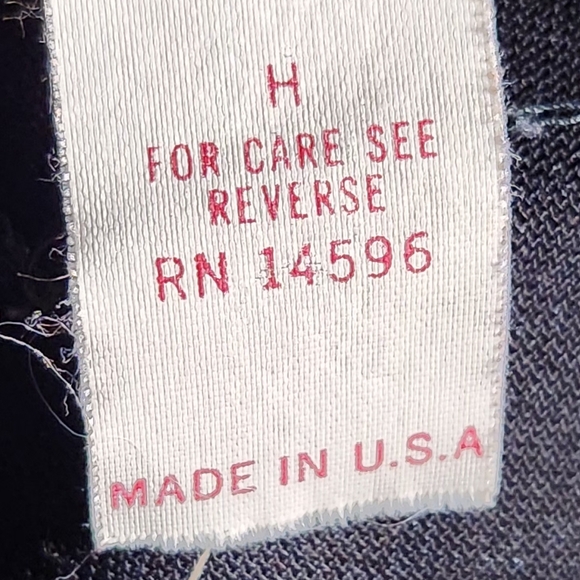 H
FOR CARE SEE
REVERSE
RN 14596
MADE IN U.S.A